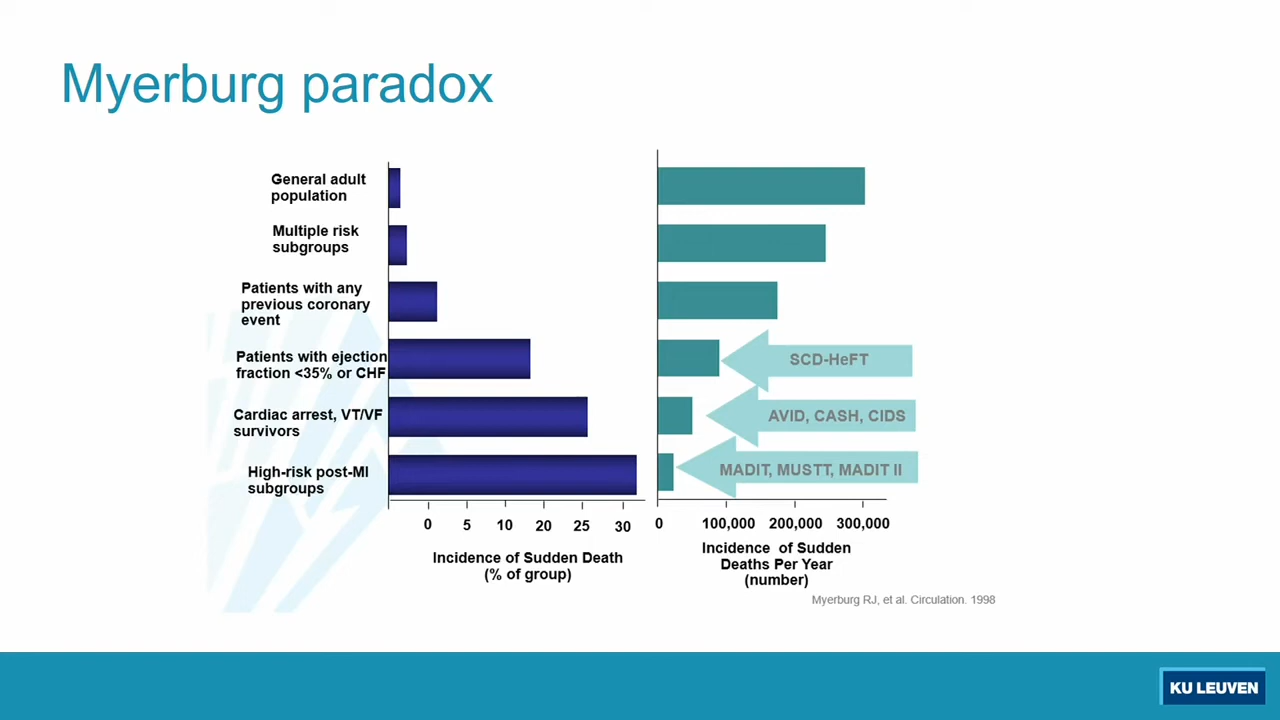 Myerburg paradox
General adult
population
Multiple risk
subgroups
Patients with any
previous coronary
event
Patients with ejection
fraction <35% or CHF
Cardiac arrest, VT/VF
survivors
High-risk post-MI
subgroups
0 5 10 20 25 30
Incidence of Sudden Death
(% of group)
SCD-HeFT
AVID, CASH, CIDS
MADIT, MUSTT, MADIT II
0 100,000 200,000 300,000
Incidence of Sudden
Deaths Per Year
(number)
Myerburg RJ, et al. Circulation. 1998
KU LEUVEN